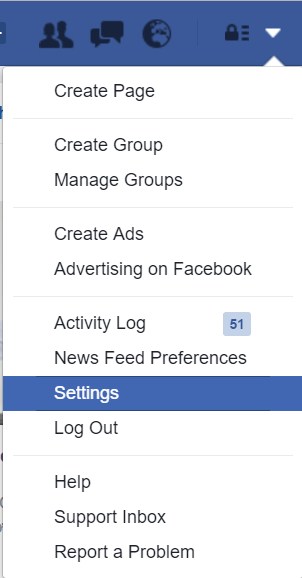 Create Page
Create Group
Manage Groups
Create Ads
Advertising on Facebook
Activity Log 51
News Feed Preferences
Settings
Log Out
Help
Support Inbox
Report a Problem